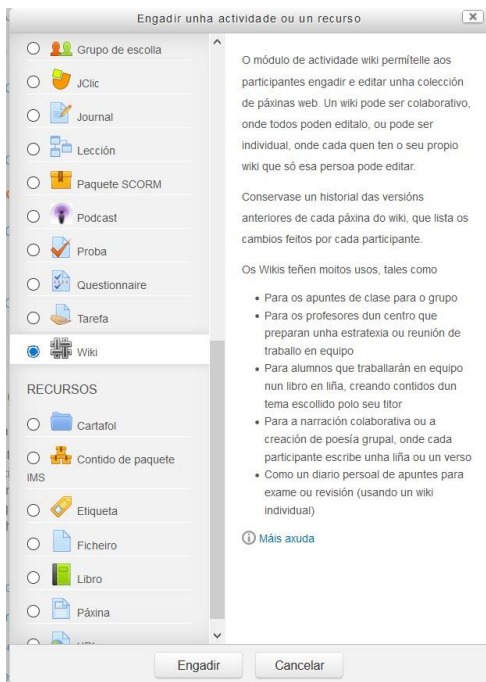 Engadir unha actividade ou un recurso
Grupo de escolla
JClic
Journal
Lección
Paquete SCORM
Podcast
Proba
Questionnaire
Tarefa
Wiki
RECURSOS
Cartafol
Contido de paquete
IMS
Etiqueta
Ficheiro
Libro
Páxina
O módulo de actividade wiki permítelle aos
participantes engadir e editar unha colección
de páxinas web. Un wiki pode ser colaborativo,
onde todos poden editalo, ou pode ser
individual, onde cada quen ten o seu propio
wiki que só esa persoa pode editar.
Conservase un historial das versións
anteriores de cada páxina do wiki, que lista os
cambios feitos por cada participante.
Os Wikis teñen moitos usos, tales como
• Para os apuntes de clase para o grupo
• Para os profesores dun centro que
preparan unha estratexia ou reunión de
traballo en equipo
• Para alumnos que traballarán en equipo
nun libro en liña, creando contidos dun
tema escollido polo seu titor
• Para a narración colaborativa ou a
creación de poesía grupal, onde cada
participante escribe unha liña ou un verso
• Como un diario persoal de apuntes para
exame ou revisión (usando un wiki
individual)
Máis axuda
Engadir
Cancelar